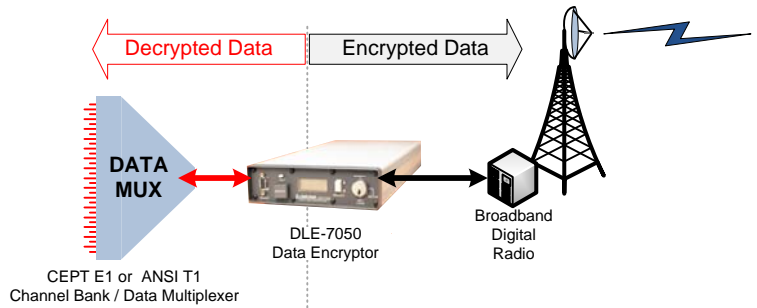 Decrypted Data
Encrypted Data
DATA
MUX
DLE-7050
Data Encryptor
Broadband
Digital
Radio
CEPT E1 or ANSI T1
Channel Bank / Data Multiplexer